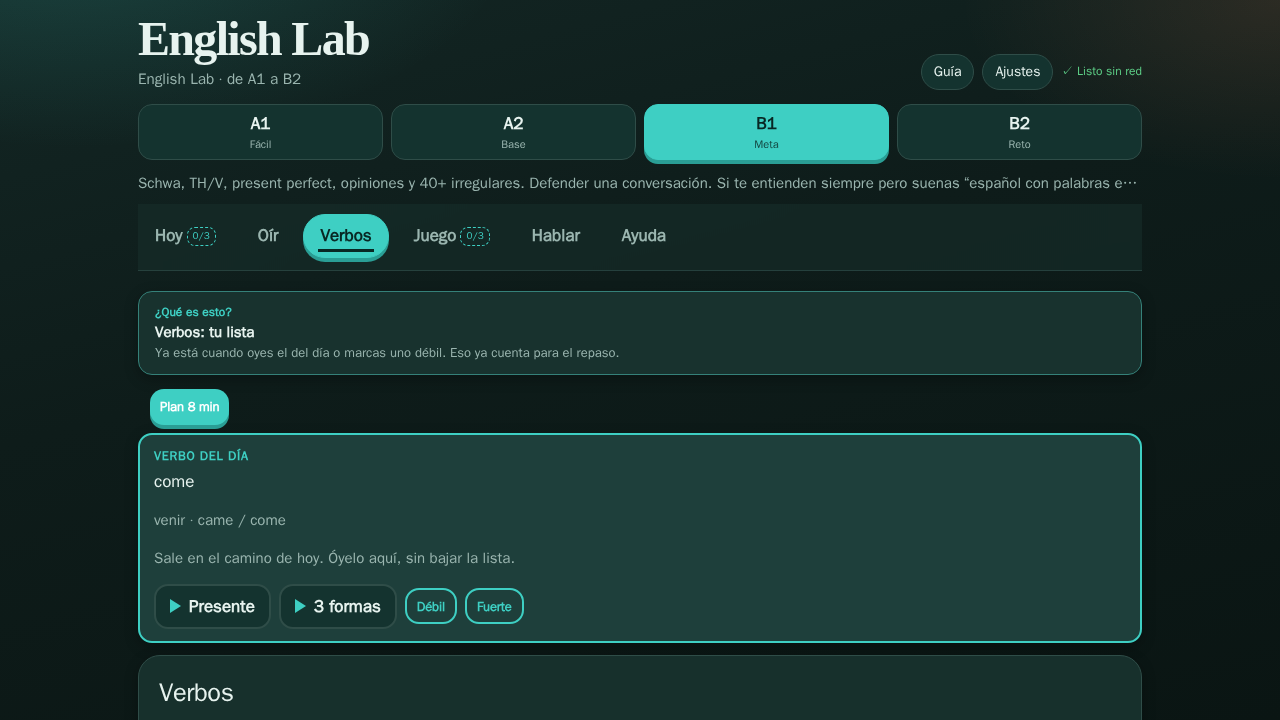 English Lab
English Lab · de A1 a B2
Guía
Ajustes
✓ Listo sin red
A1
Fácil
A2
Base
B1
Meta
B2
Reto
Schwa, TH/V, present perfect, opiniones y 40+ irregulares. Defender una conversación. Si te entienden siempre pero suenas “español con palabras e…
Hoy 0/3
Oír
Verbos
Juego 0/3
Hablar
Ayuda
¿Qué es esto?
Verbos: tu lista
Ya está cuando oyes el del día o marcas uno débil. Eso ya cuenta para el repaso.
Plan 8 min
VERBO DEL DÍA
come
venir · came / come
Sale en el camino de hoy. Óyelo aquí, sin bajar la lista.
Presente
3 formas
Débil
Fuerte
Verbos